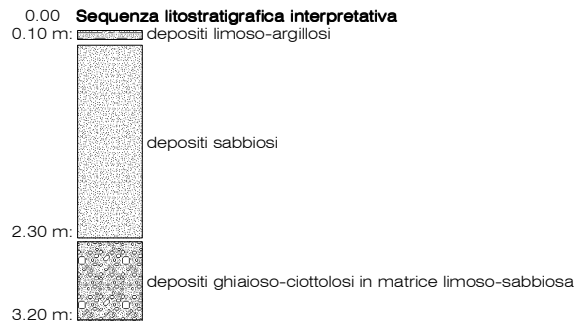 0.00 Sequenza litostratigrafica interpretativa
0.10 m: depositi limoso-argillosi
depositi sabbiosi
2.30 m:
depositi ghiaioso-ciottolosi in matrice limoso-sabbiosa
3.20 m: